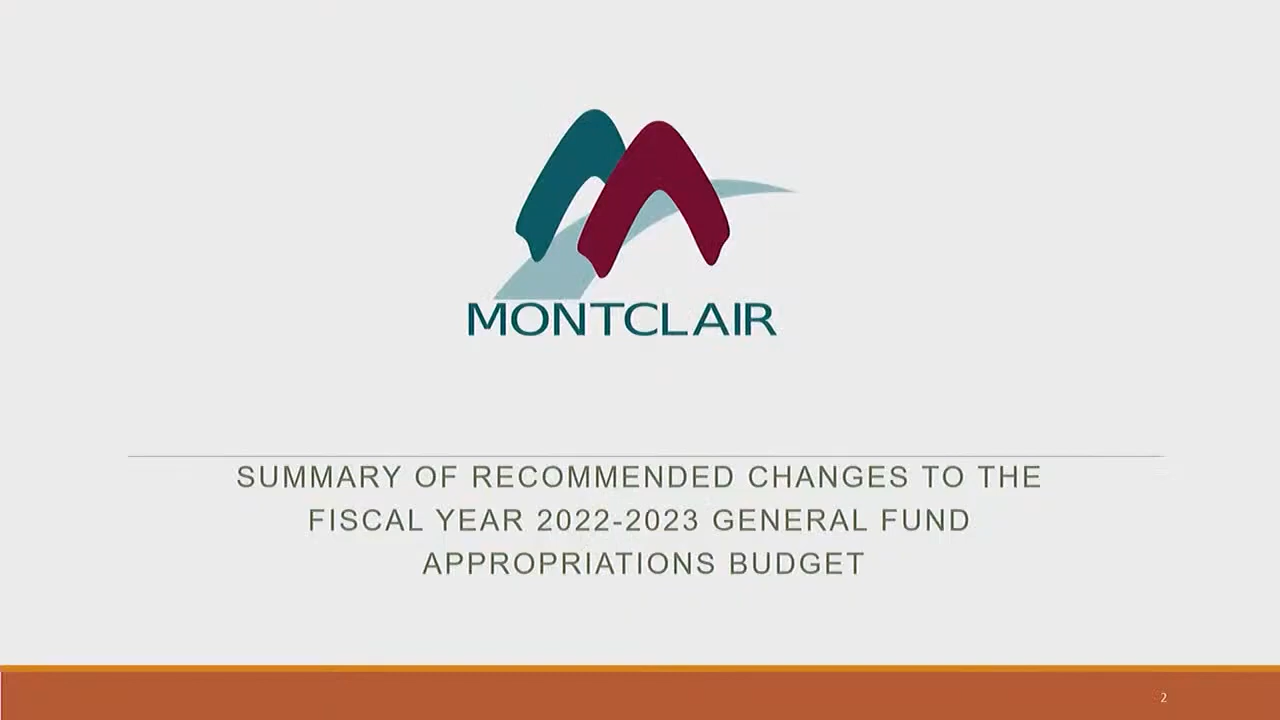 MONTCLAIR
SUMMARY OF RECOMMENDED CHANGES TO THE
FISCAL YEAR 2022-2023 GENERAL FUND
APPROPRIATIONS BUDGET
2